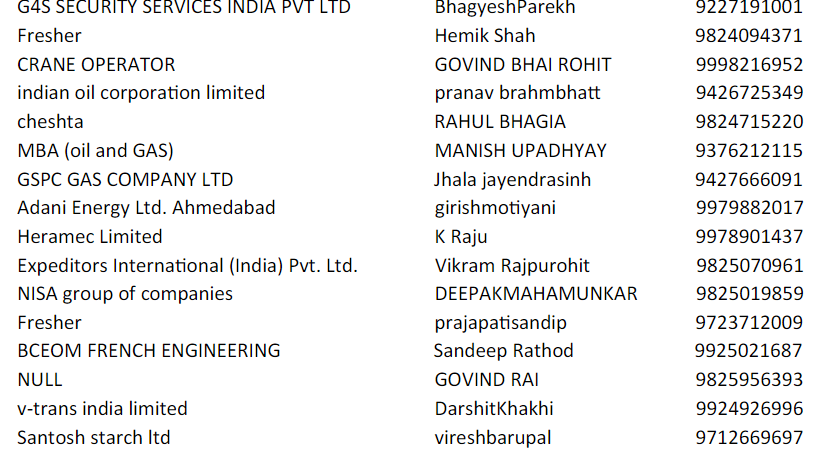 G4S SECURITY SERVICES INDIA PVT LTD BhagyeshParekh 9227191001
Fresher Hemik Shah 9824094371
CRANE OPERATOR GOVIND BHAI ROHIT 9998216952
indian oil corporation limited pranav brahmbhatt 9426725349
cheshta RAHUL BHAGIA 9824715220
MBA (oil and GAS) MANISH UPADHYAY 9376212115
GSPC GAS COMPANY LTD Jhala jayendrasinh 9427666091
Adani Energy Ltd. Ahmedabad girishmotiyani 9979882017
Heramec Limited K Raju 9978901437
Expeditors International (India) Pvt. Ltd. Vikram Rajpurohit 9825070961
NISA group of companies DEEPAKMAHAMUNKAR 9825019859
Fresher prajapatisandip 9723712009
BCEOM FRENCH ENGINEERING Sandeep Rathod 9925021687
NULL GOVIND RAI 9825956393
v-trans india limited DarshitKhakhi 9924926996
Santosh starch ltd vireshbarupal 9712669697